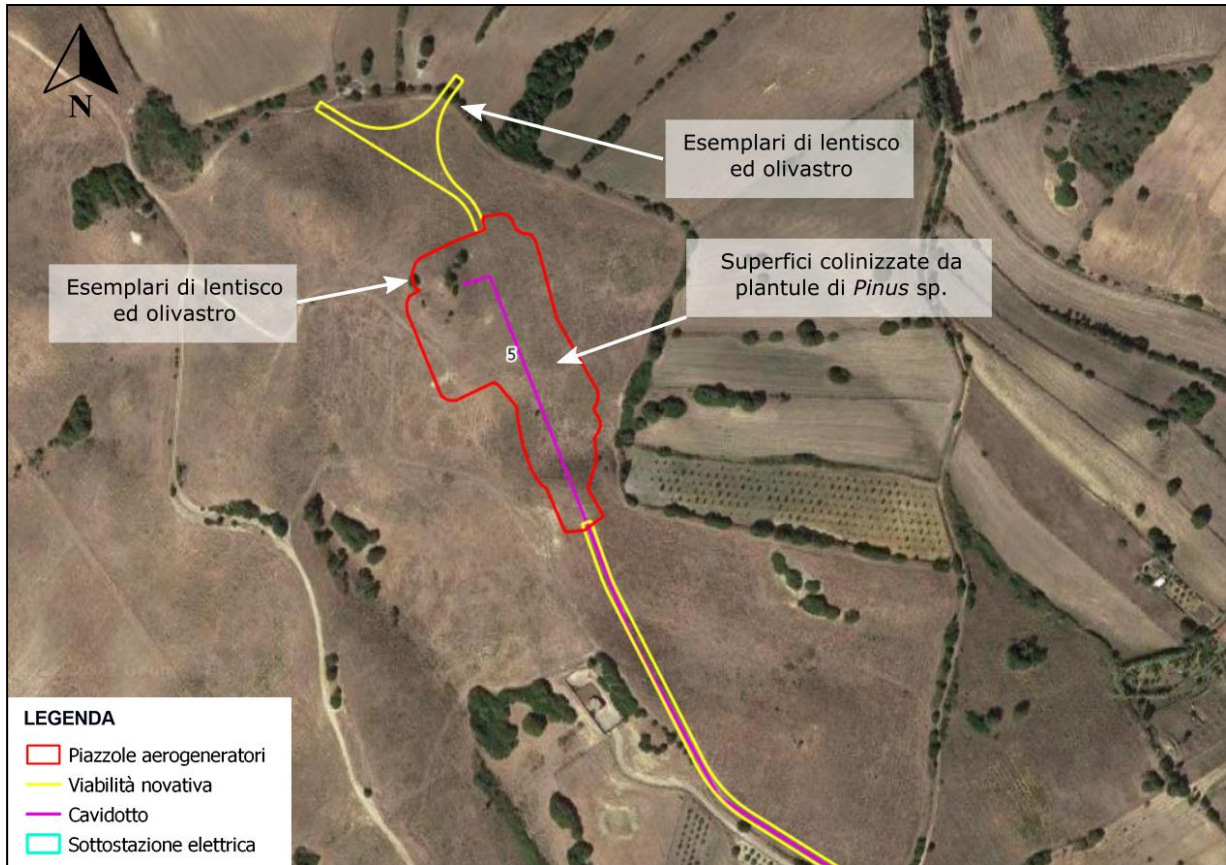 N
Esemplari di lentisco
ed olivastro
Superfici colinizzate da
plantule di Pinus sp.
Esemplari di lentisco
ed olivastro
5
LEGENDA
Piazzole aerogeneratori
Viabilità novativa
Cavidotto
Sottostazione elettrica